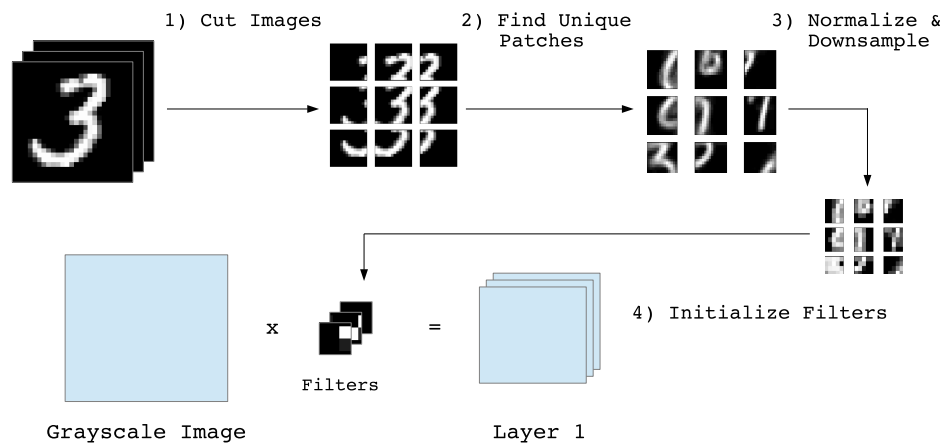 1) Cut Images
2) Find Unique
Patches
3) Normalize &
Downsample
4) Initialize Filters
x
=
Filters
Grayscale Image
Layer 1